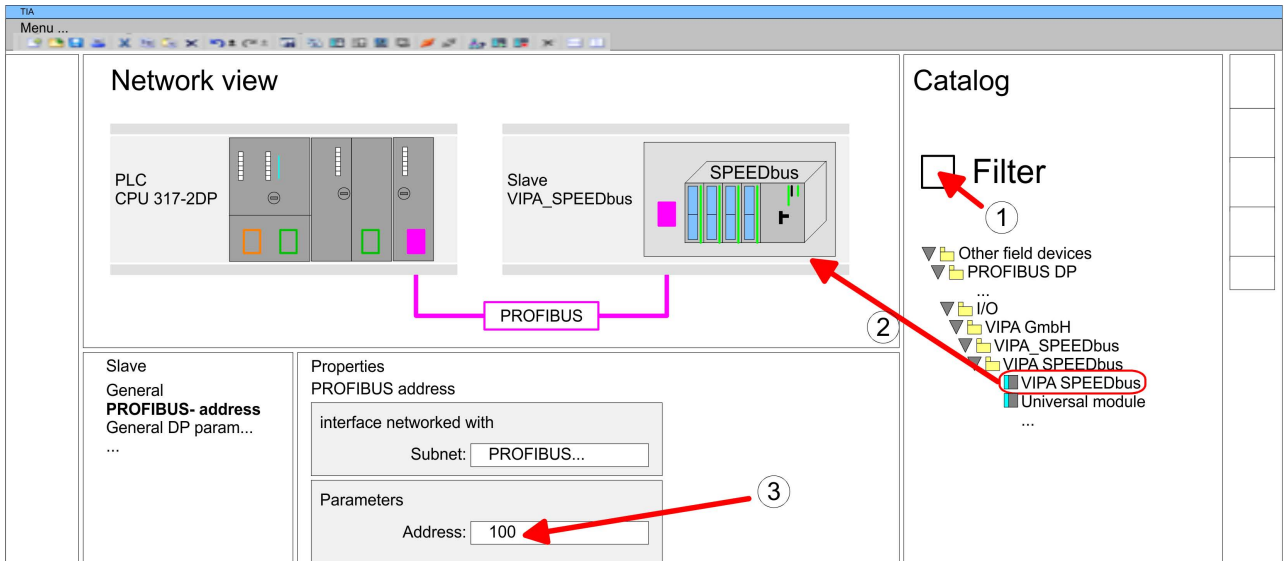 TIA
Menu ...
Network view
PLC
CPU 317-2DP
Slave
VIPA_SPEEDbus
SPEEDbus
PROFIBUS
2
Catalog
Filter
1
Other field devices
PROFIBUS DP
...
I/O
VIPA GmbH
VIPA_SPEEDbus
VIPA SPEEDbus
VIPA SPEEDbus
Universal module
...
Slave
General
PROFIBUS- address
General DP param...
...
Properties
PROFIBUS address
interface networked with
Subnet: PROFIBUS...
Parameters
Address: 100
3